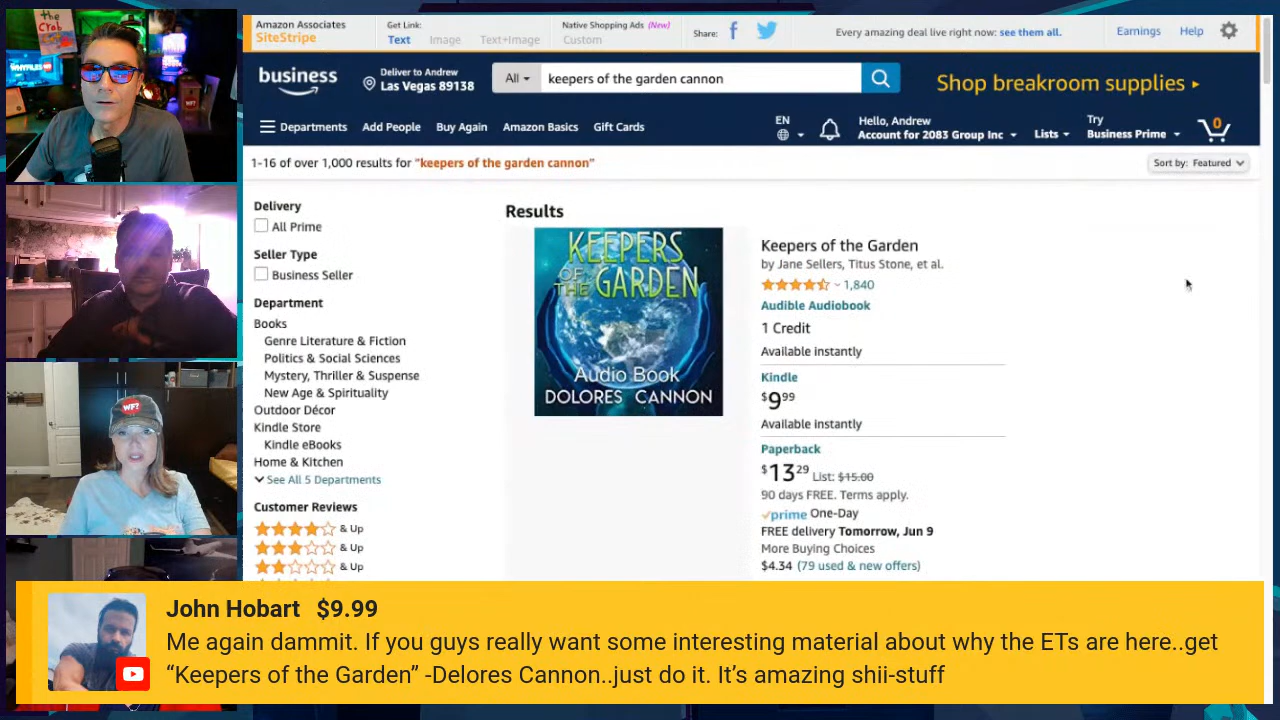 the Crab
WHYFILES
WF?
Amazon Associates
SiteStripe
Get Link:
Text Image Text+Image
Native Shopping Ads (New)
Custom
Share:
Every amazing deal live right now: see them all.
Earnings Help
business
Deliver to Andrew
Las Vegas 89138
All
keepers of the garden cannon
Shop breakroom supplies ▸
Departments Add People Buy Again Amazon Basics Gift Cards
EN
Hello, Andrew
Account for 2083 Group Inc
Lists
Try
Business Prime
0
1-16 of over 1,000 results for "keepers of the garden cannon"
Sort by: Featured
Delivery
All Prime
Seller Type
Business Seller
Department
Books
Genre Literature & Fiction
Politics & Social Sciences
Mystery, Thriller & Suspense
New Age & Spirituality
Outdoor Décor
Kindle Store
Kindle eBooks
Home & Kitchen
See All 5 Departments
Customer Reviews
& Up
& Up
& Up
Results
KEEPERS
OF THE GARDEN
Audio Book
DOLORES CANNON
Keepers of the Garden
by Jane Sellers, Titus Stone, et al.
1,840
Audible Audiobook
1 Credit
Available instantly
Kindle
$9.99
Available instantly
Paperback
$13.29 List: $15.00
90 days FREE. Terms apply.
prime One-Day
FREE delivery Tomorrow, Jun 9
More Buying Choices
$4.34 (79 used & new offers)
John Hobart $9.99
Me again dammit. If you guys really want some interesting material about why the ETs are here..get
“Keepers of the Garden” -Delores Cannon..just do it. It’s amazing shii-stuff